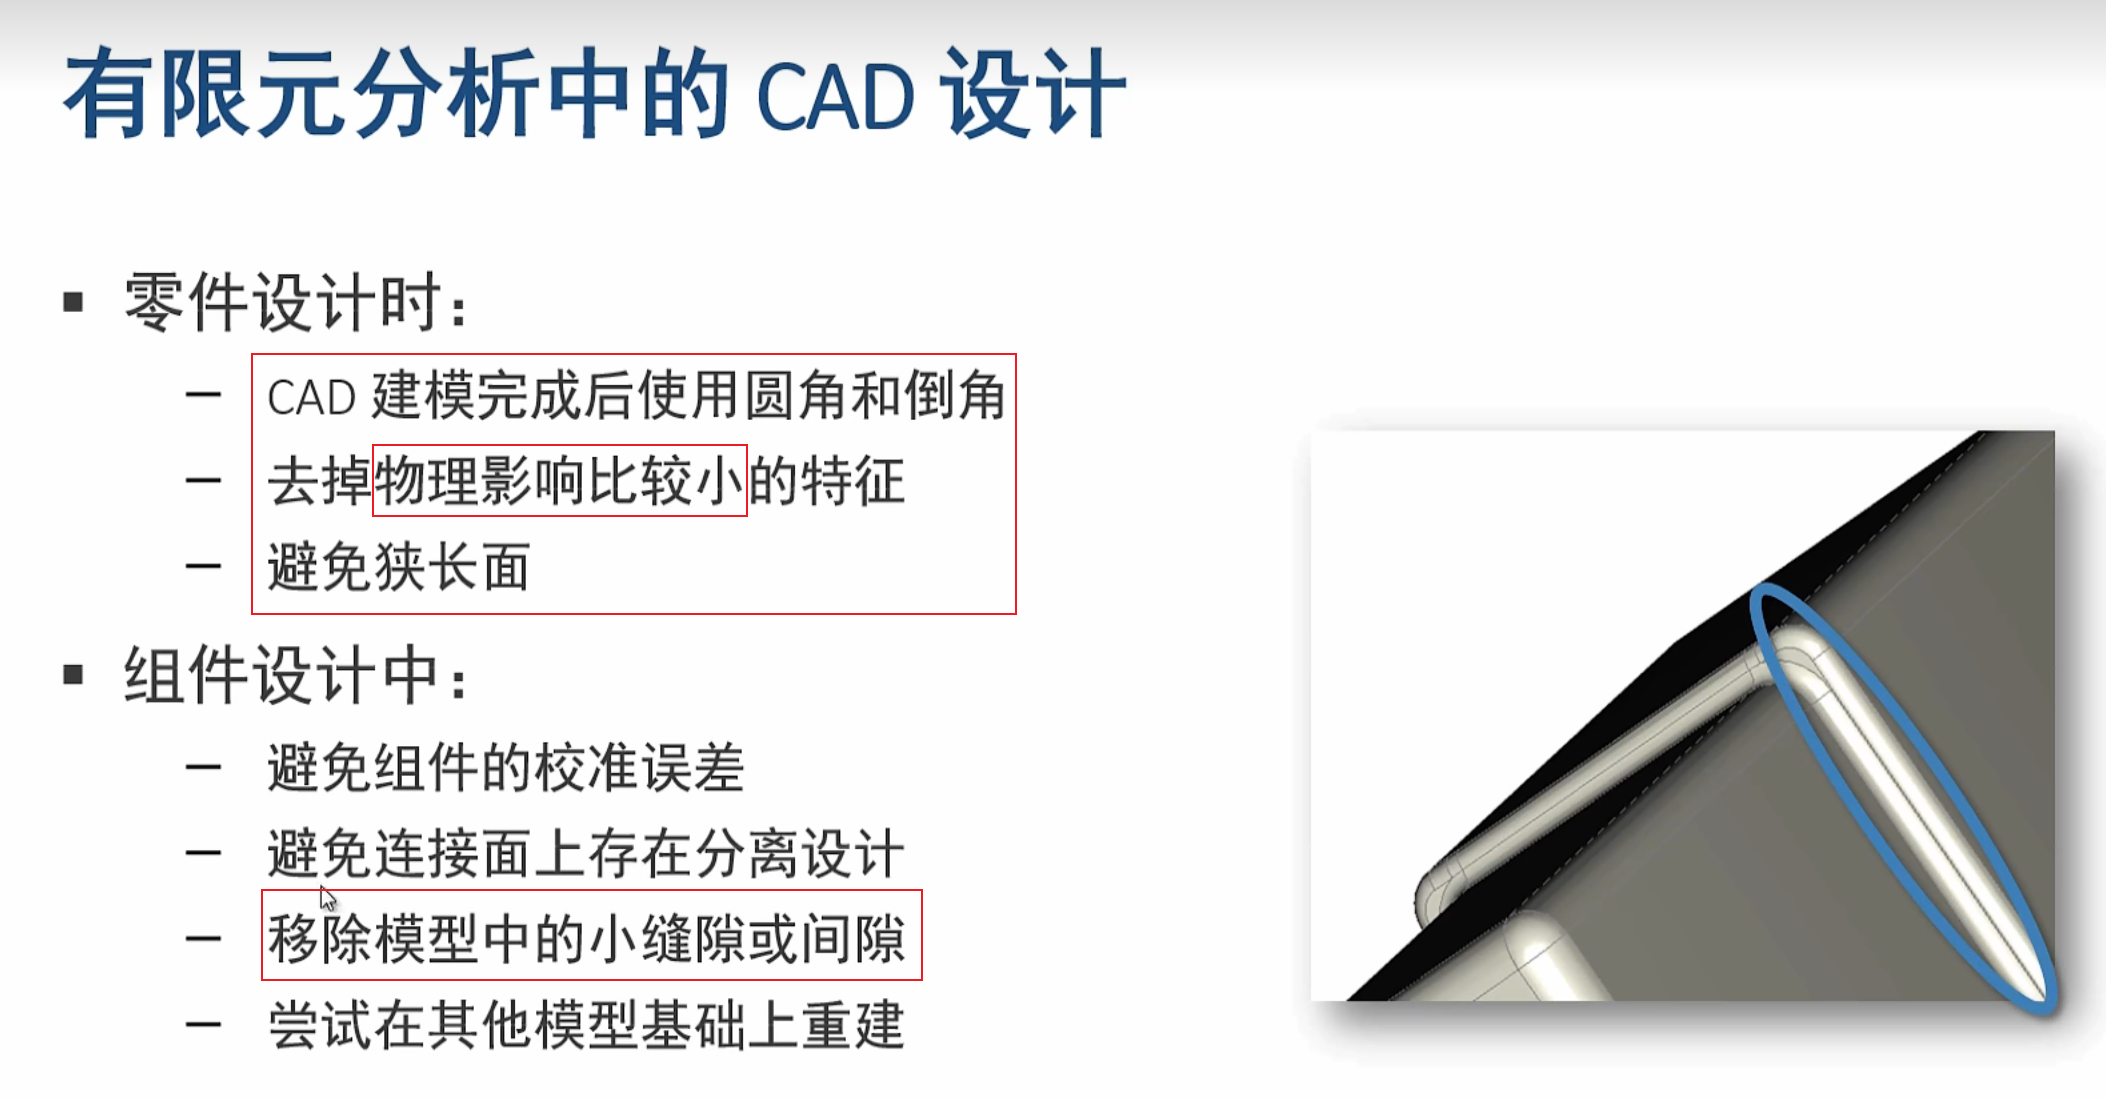 有限元分析中的 CAD 设计
▪ 零件设计时：
— CAD 建模完成后使用圆角和倒角
— 去掉物理影响比较小的特征
— 避免狭长面
▪ 组件设计中：
— 避免组件的校准误差
— 避免连接面上存在分离设计
— 移除模型中的小缝隙或间隙
— 尝试在其他模型基础上重建